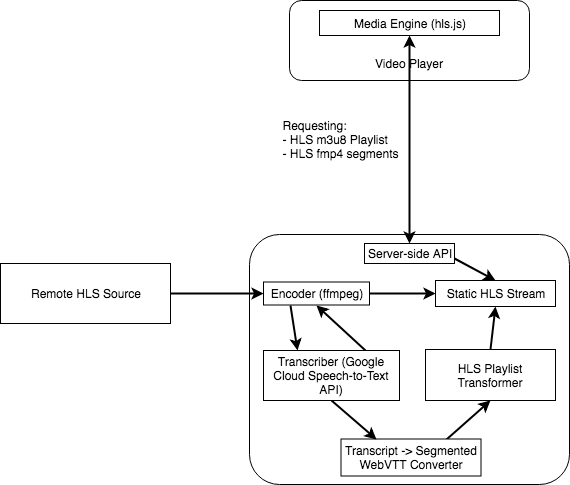 Media Engine (hls.js)
Video Player
Requesting:
- HLS m3u8 Playlist
- HLS fmp4 segments
Server-side API
Remote HLS Source
Encoder (ffmpeg)
Static HLS Stream
Transcriber (Google
Cloud Speech-to-Text
API)
HLS Playlist
Transformer
Transcript -> Segmented
WebVTT Converter